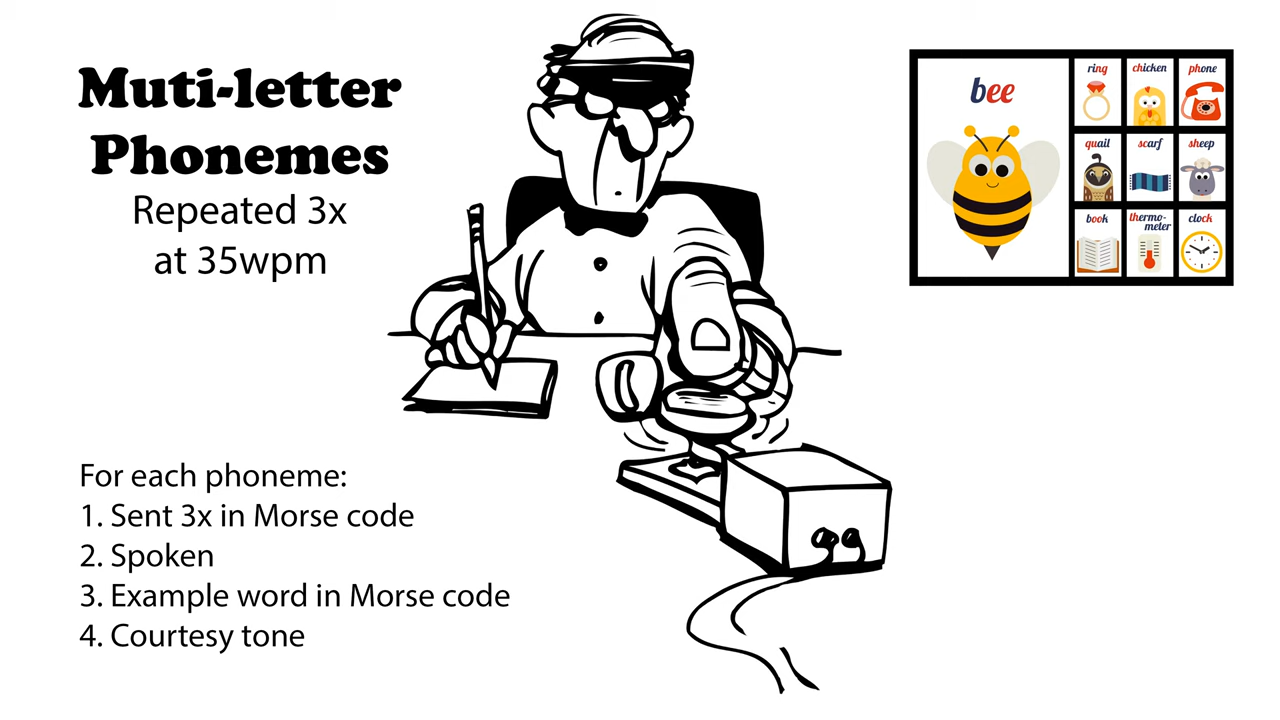 Muti-letter
Phonemes
Repeated 3x
at 35wpm
bee
ring
chicken
phone
quail
scarf
sheep
book
thermo-
meter
clock
For each phoneme:
1. Sent 3x in Morse code
2. Spoken
3. Example word in Morse code
4. Courtesy tone